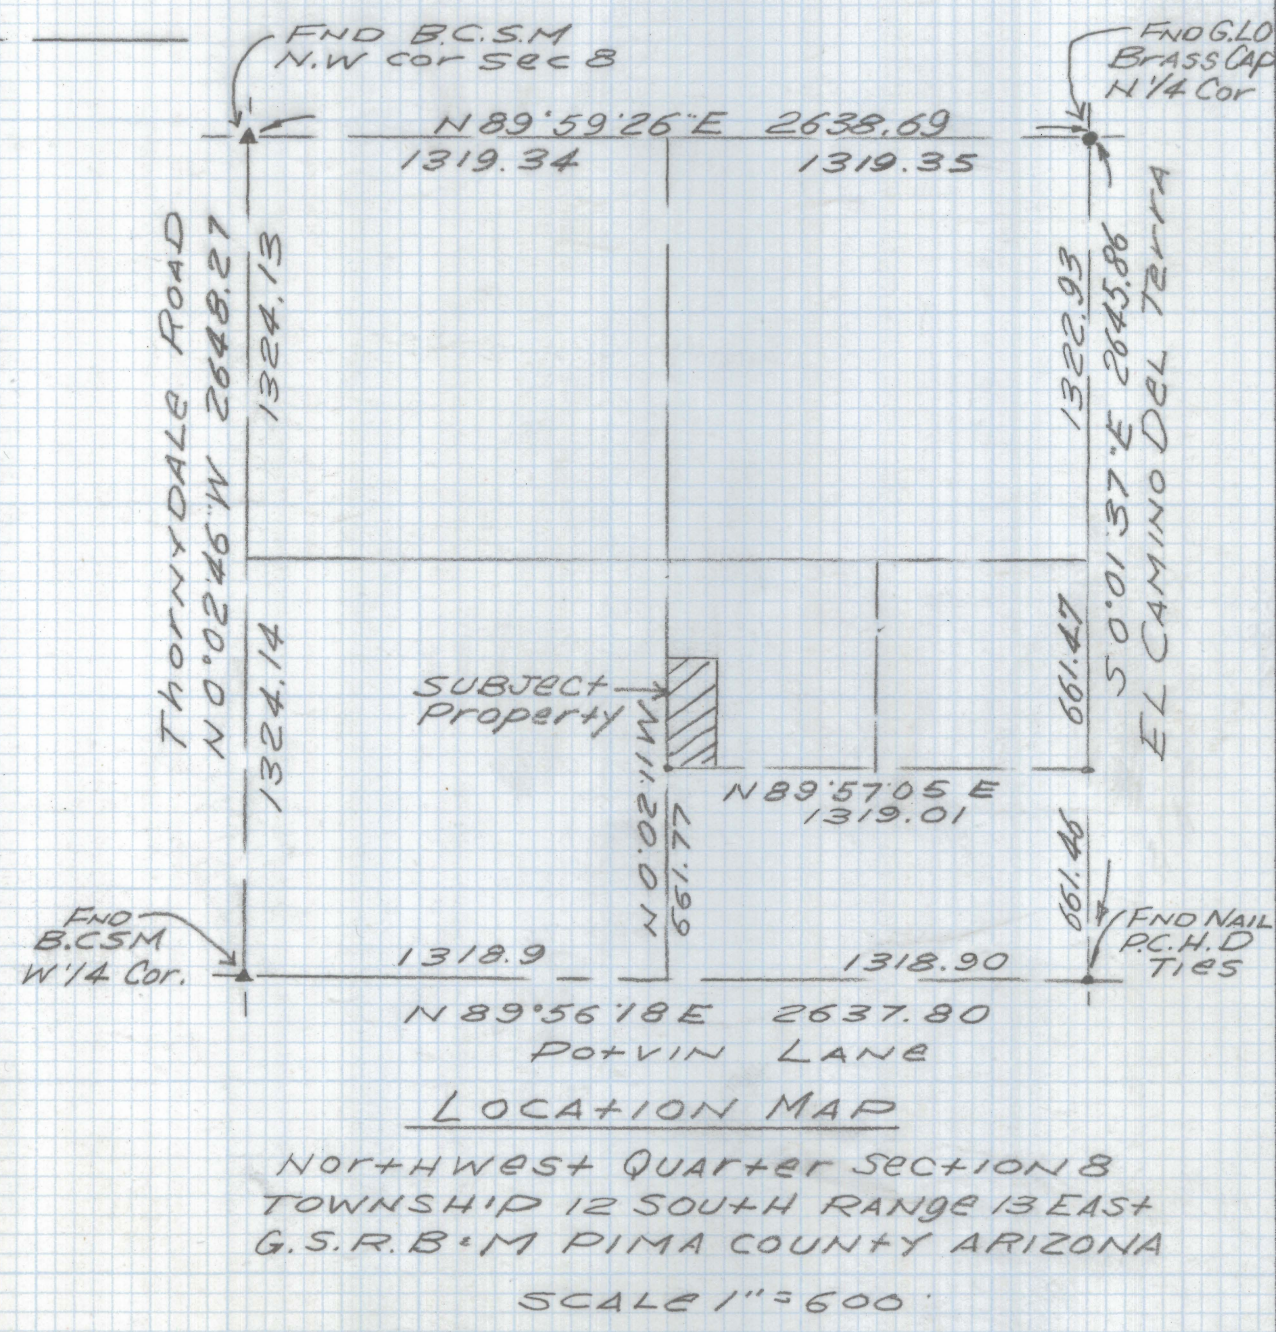 FND B.C.S.M
N.W cor sec 8
FND G.LO
Brass CAP
N 1/4 Cor
N 89°59'26"E 2638.69
1319.34 1319.35
Thornydale Road
N 0°02'46"W 2648.27
1324.13
1324.14
1322.93
S 0°01'37"E 2645.86
EL CAMINO DEL Terra
661.47
661.46
SUBJect
Property
N 0°02'11 W
661.77
N 89°57'05 E
1319.01
FND
B.CSM
W 1/4 Cor.
FND NAIL
P.C.H.D
Ties
1318.9 1318.90
N 89°56'18 E 2637.80
Potvin Lane
LOCATION MAP
Northwest Quarter Section 8
TOWNSHIP 12 SOUTH RANge 13 EAST
G.S.R.B&M PIMA COUNTY ARIZONA
SCALe 1"=600'